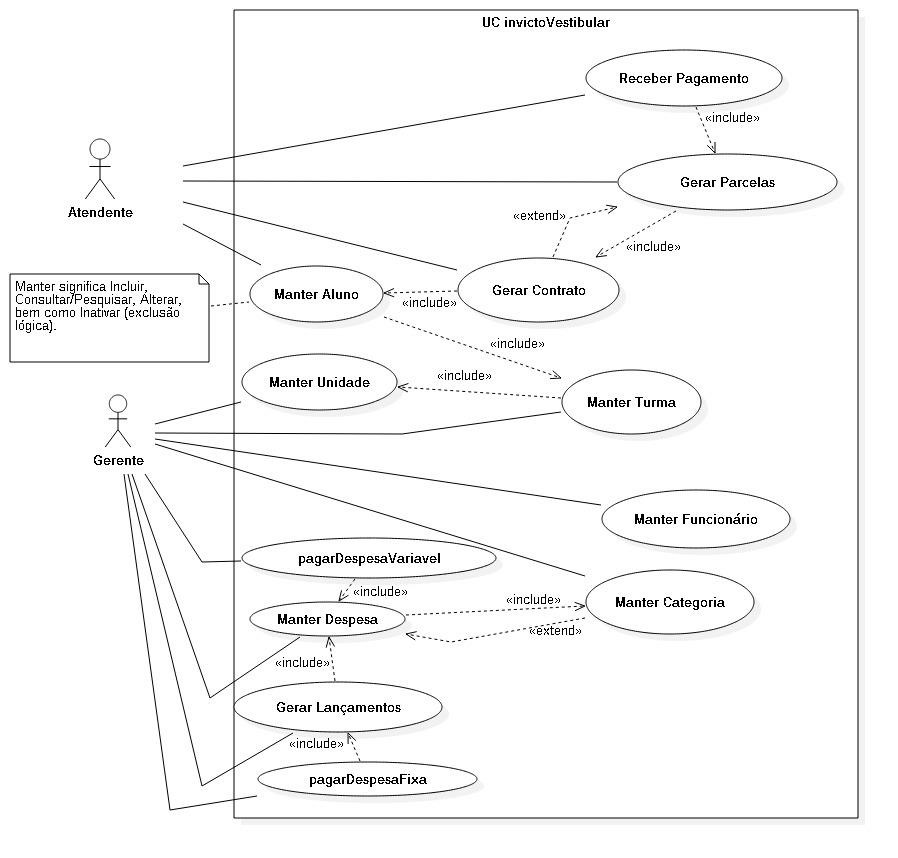 UC invictoVestibular
Receber Pagamento
«include»
Atendente
Gerar Parcelas
«extend»
«include»
Manter significa Incluir,
Consultar/Pesquisar, Alterar,
bem como Inativar (exclusão
lógica).
Manter Aluno
«include»
Gerar Contrato
«include»
Manter Unidade
«include»
Manter Turma
Gerente
Manter Funcionário
pagarDespesaVariavel
«include»
Manter Despesa
«include»
«extend»
Manter Categoria
«include»
Gerar Lançamentos
«include»
pagarDespesaFixa